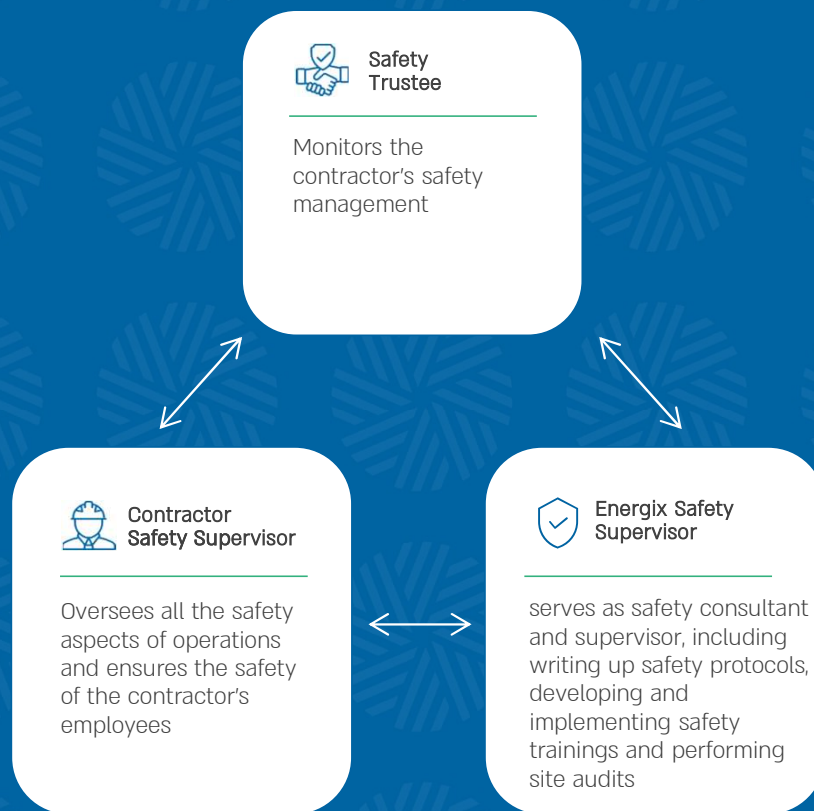 Safety
Trustee
Monitors the
contractor's safety
management
Contractor
Safety Supervisor
Oversees all the safety
aspects of operations
and ensures the safety
of the contractor's
employees
Energix Safety
Supervisor
serves as safety consultant
and supervisor, including
writing up safety protocols,
developing and
implementing safety
trainings and performing
site audits